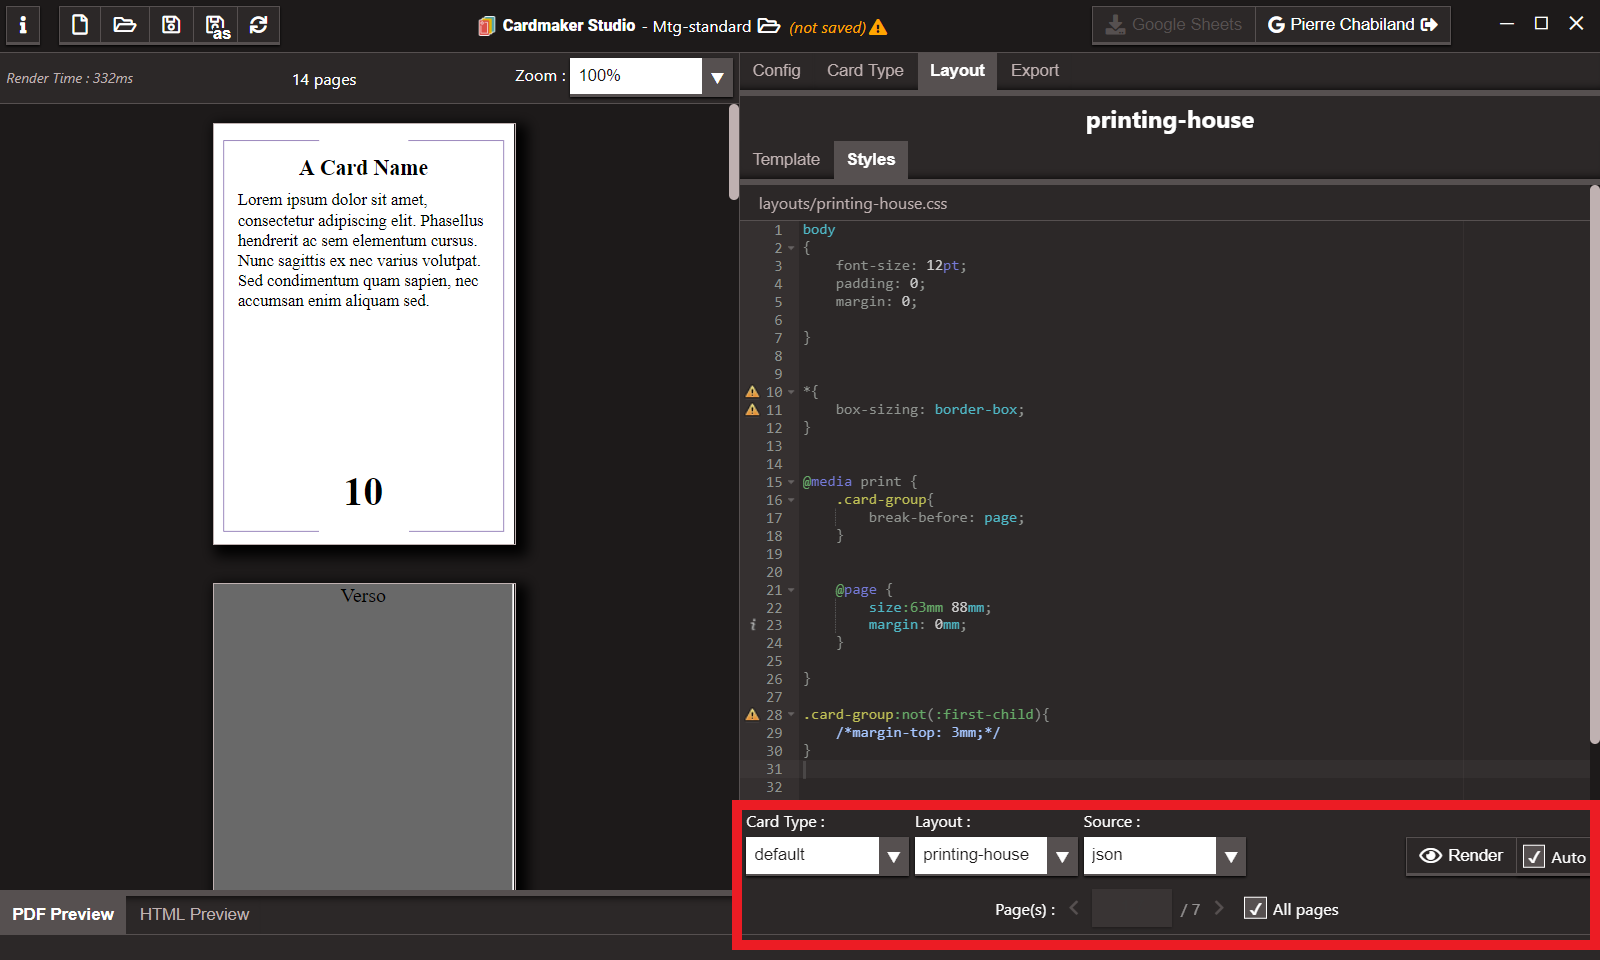 Cardmaker Studio - Mtg-standard (not saved)
Google Sheets
Pierre Chabiland
as
Render Time : 332ms
14 pages
Zoom :
100%
A Card Name
Lorem ipsum dolor sit amet,
consectetur adipiscing elit. Phasellus
hendrerit ac sem elementum cursus.
Nunc sagittis ex nec varius volutpat.
Sed condimentum quam sapien, nec
accumsan enim aliquam sed.
10
Verso
PDF Preview
HTML Preview
Config
Card Type
Layout
Export
printing-house
Template
Styles
layouts/printing-house.css
1 body
2 {
3 font-size: 12pt;
4 padding: 0;
5 margin: 0;
6
7 }
8
9
10 *{
11 box-sizing: border-box;
12 }
13
14
15 @media print {
16 .card-group{
17 break-before: page;
18 }
19
20
21 @page {
22 size:63mm 88mm;
23 margin: 0mm;
24 }
25
26 }
27
28 .card-group:not(:first-child){
29 /*margin-top: 3mm;*/
30 }
31
32
Card Type :
default
Layout :
printing-house
Source :
json
Render
Auto
Page(s) :
/ 7
All pages